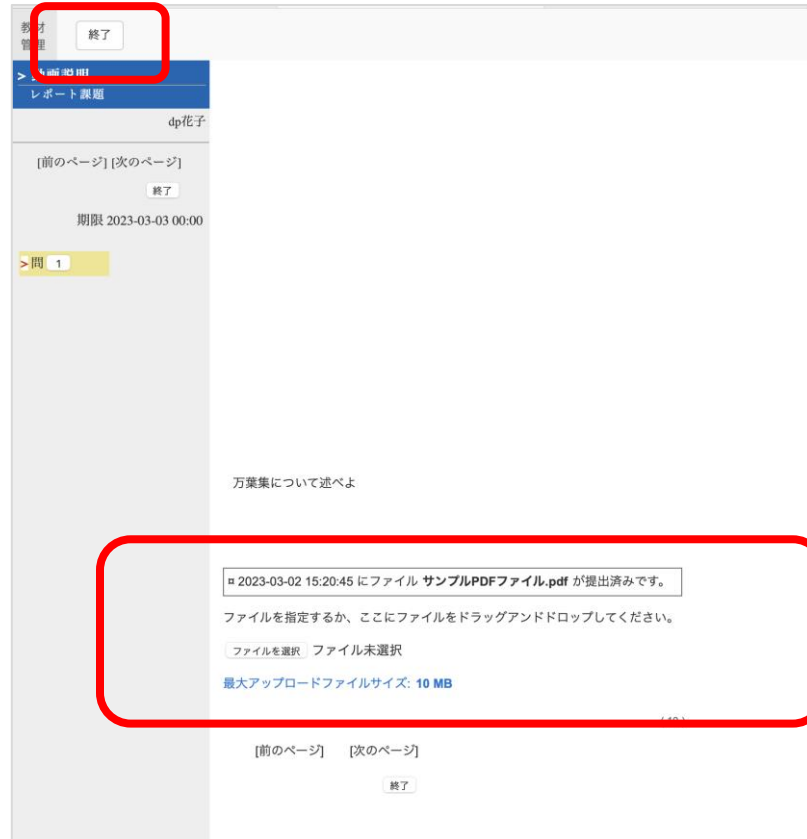 教材
管理
終了
> 動画説明
レポート課題
dp花子
[前のページ] [次のページ]
終了
期限 2023-03-03 00:00
>問 1
万葉集について述べよ
¤ 2023-03-02 15:20:45 にファイル サンプルPDFファイル.pdf が提出済みです。
ファイルを指定するか、ここにファイルをドラッグアンドドロップしてください。
ファイルを選択 ファイル未選択
最大アップロードファイルサイズ: 10 MB
[前のページ] [次のページ]
終了